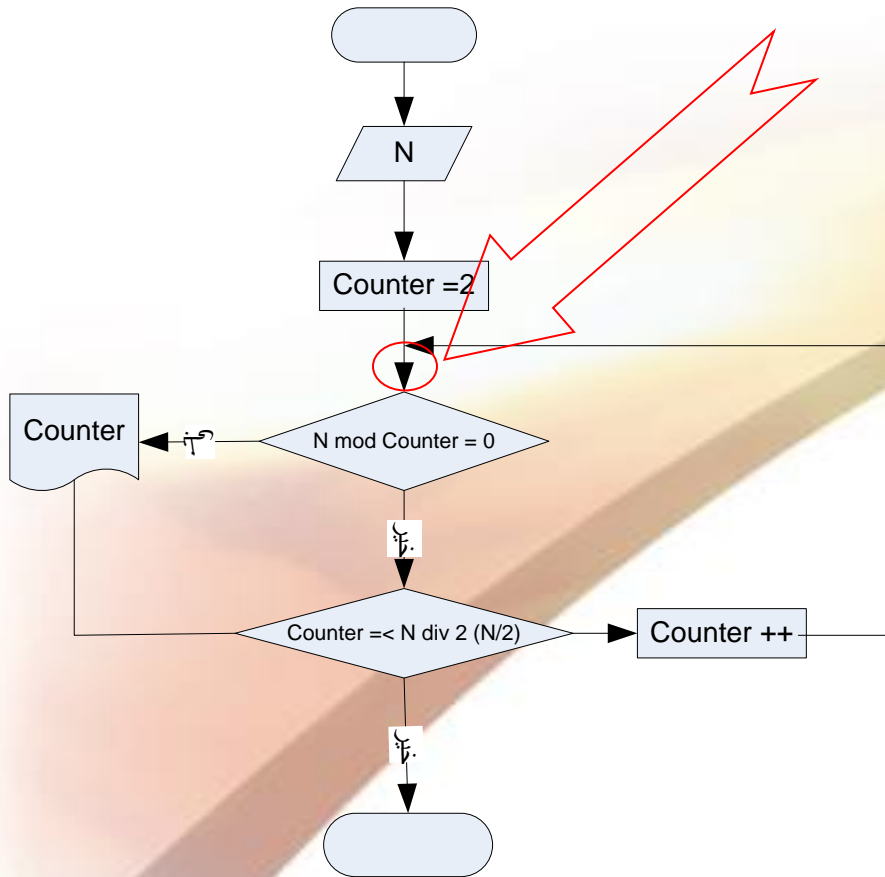 N
Counter =2
N mod Counter = 0
Counter
Counter =< N div 2 (N/2)
Counter ++